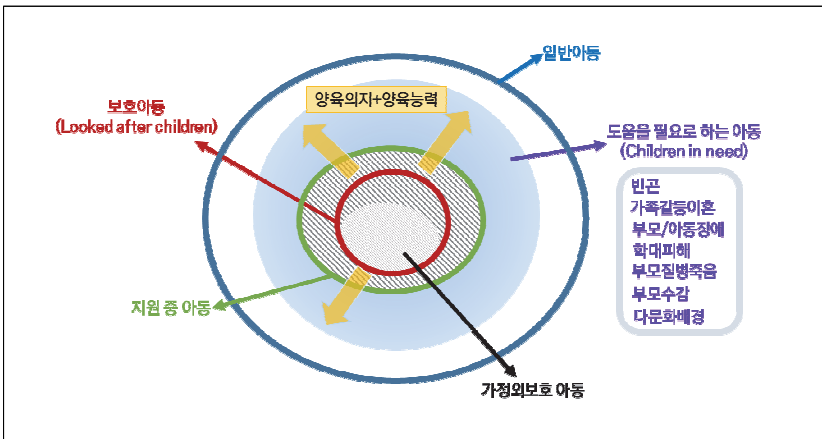 일반아동
양육의지+양육능력
보호아동
(Looked after children)
도움을 필요로 하는 아동
(Children in need)
빈곤
가족갈등이혼
부모/아동장애
학대피해
부모질병죽음
부모수감
다문화배경
지원 중 아동
가정외보호 아동